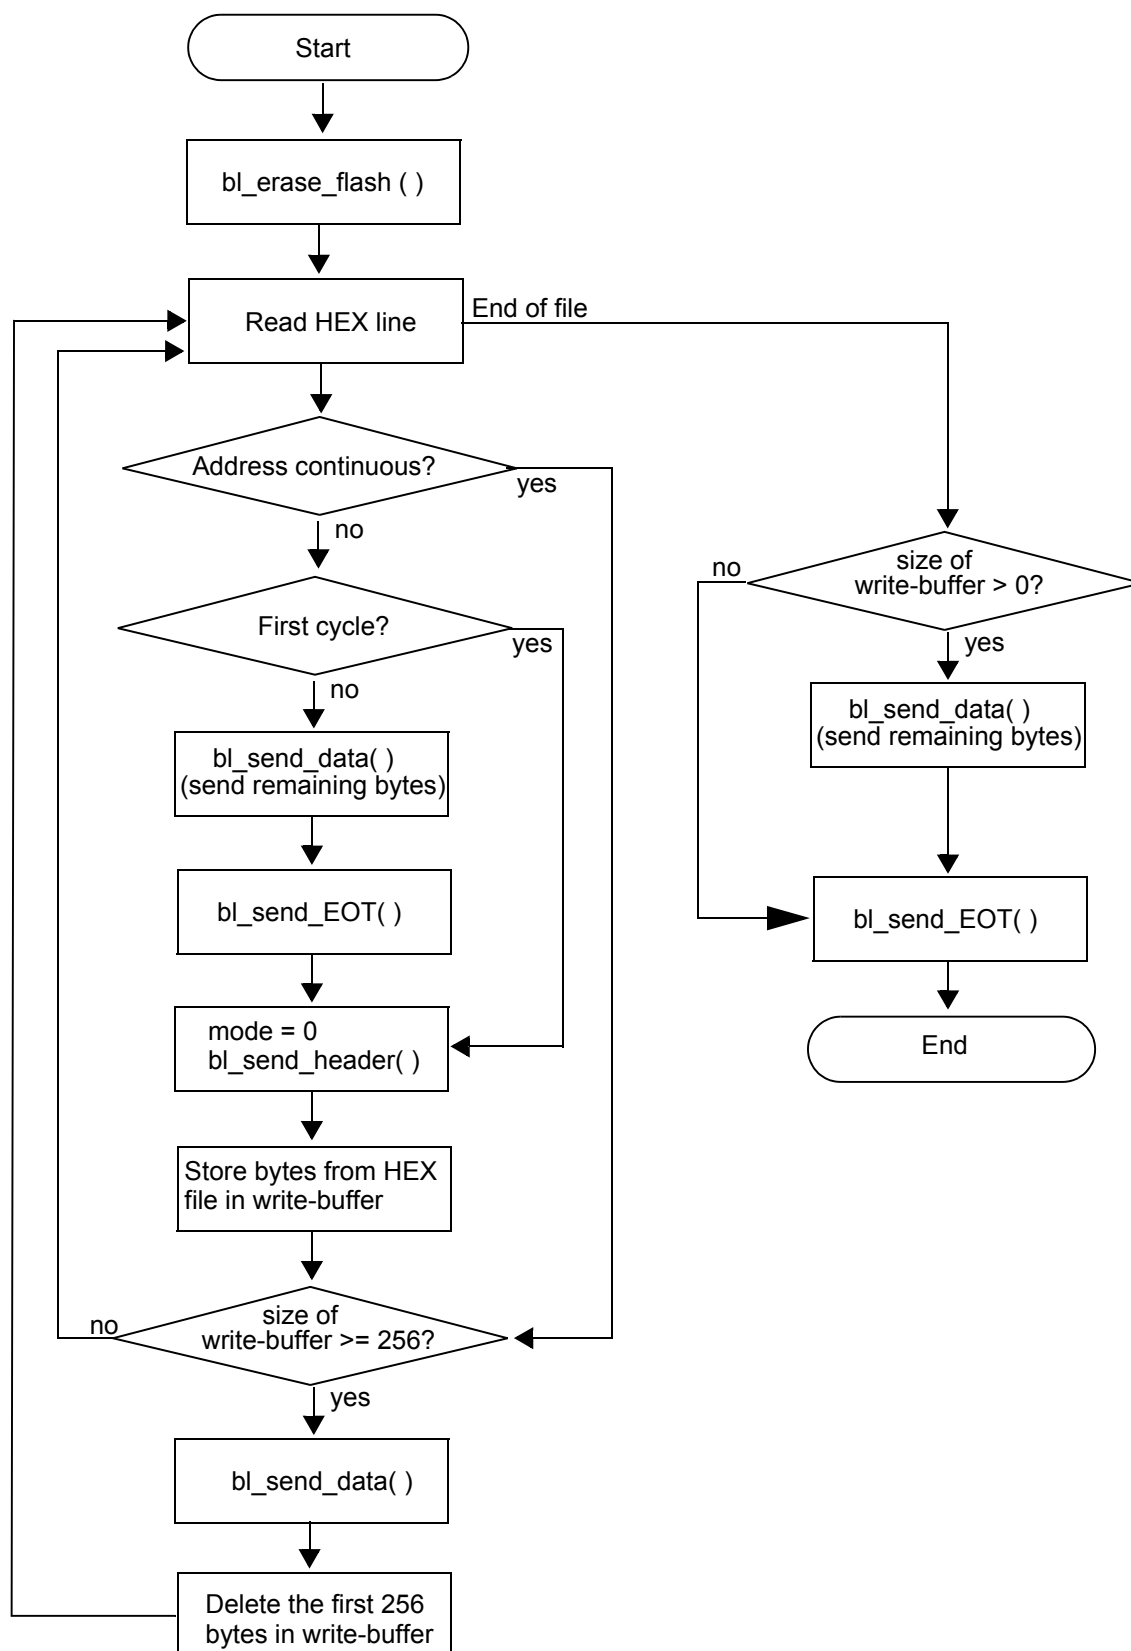 Start
bl_erase_flash ( )
Read HEX line
End of file
Address continuous?
yes
no
First cycle?
yes
no
bl_send_data( )
(send remaining bytes)
bl_send_EOT( )
mode = 0
bl_send_header( )
Store bytes from HEX
file in write-buffer
size of
write-buffer >= 256?
no
yes
bl_send_data( )
Delete the first 256
bytes in write-buffer
size of
write-buffer > 0?
no
yes
bl_send_data( )
(send remaining bytes)
bl_send_EOT( )
End